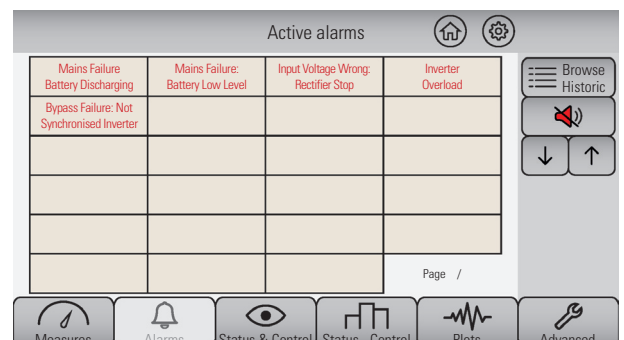 Active alarms
Mains Failure
Battery Discharging
Mains Failure:
Battery Low Level
Input Voltage Wrong:
Rectifier Stop
Inverter
Overload
Browse
Historic
Bypass Failure: Not
Synchronised Inverter
Page /
Measures
Alarms
Status & Control
Status Control
Plots
Advanced